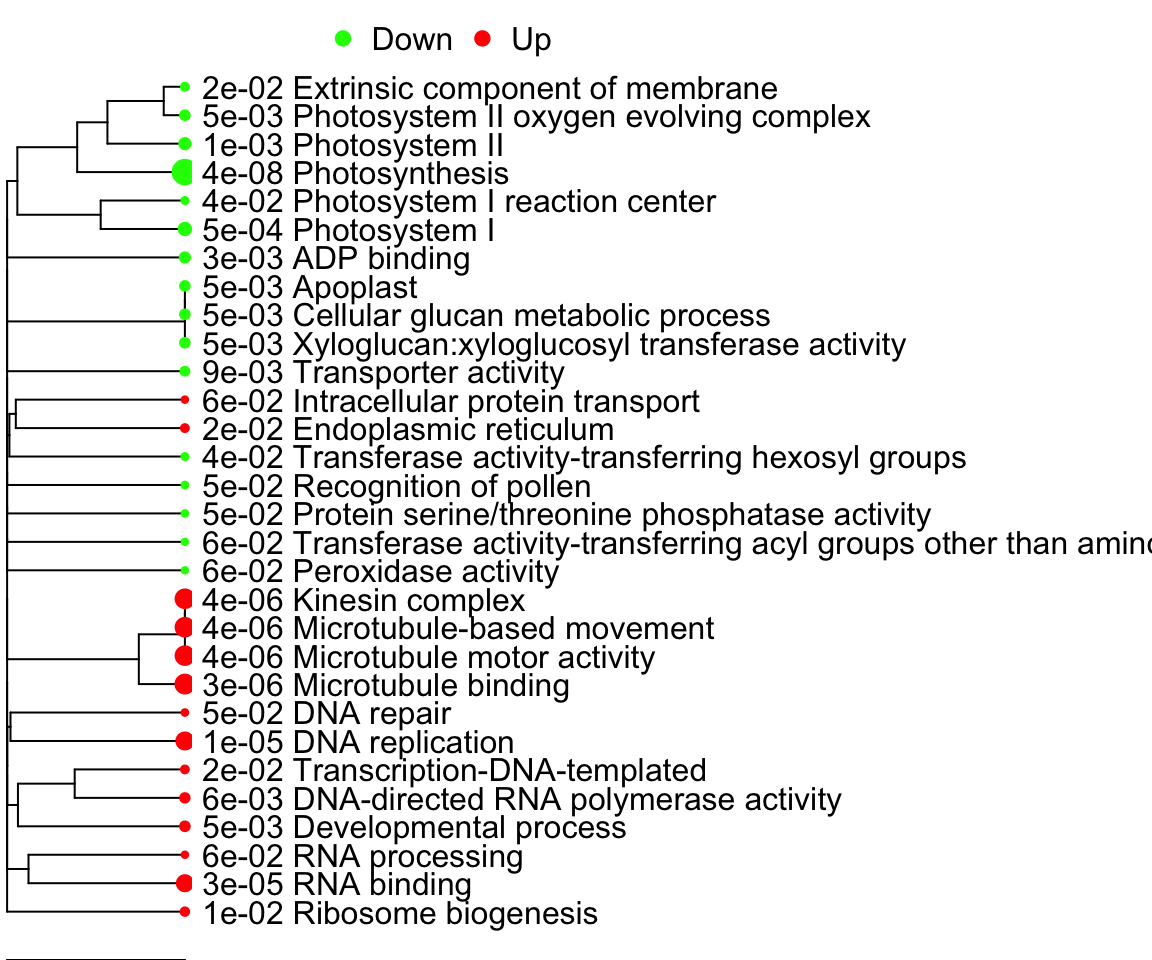 Down Up
2e-02 Extrinsic component of membrane
5e-03 Photosystem II oxygen evolving complex
1e-03 Photosystem II
4e-08 Photosynthesis
4e-02 Photosystem I reaction center
5e-04 Photosystem I
3e-03 ADP binding
5e-03 Apoplast
5e-03 Cellular glucan metabolic process
5e-03 Xyloglucan:xyloglucosyl transferase activity
9e-03 Transporter activity
6e-02 Intracellular protein transport
2e-02 Endoplasmic reticulum
4e-02 Transferase activity-transferring hexosyl groups
5e-02 Recognition of pollen
5e-02 Protein serine/threonine phosphatase activity
6e-02 Transferase activity-transferring acyl groups other than amino
6e-02 Peroxidase activity
4e-06 Kinesin complex
4e-06 Microtubule-based movement
4e-06 Microtubule motor activity
3e-06 Microtubule binding
5e-02 DNA repair
1e-05 DNA replication
2e-02 Transcription-DNA-templated
6e-03 DNA-directed RNA polymerase activity
5e-03 Developmental process
6e-02 RNA processing
3e-05 RNA binding
1e-02 Ribosome biogenesis